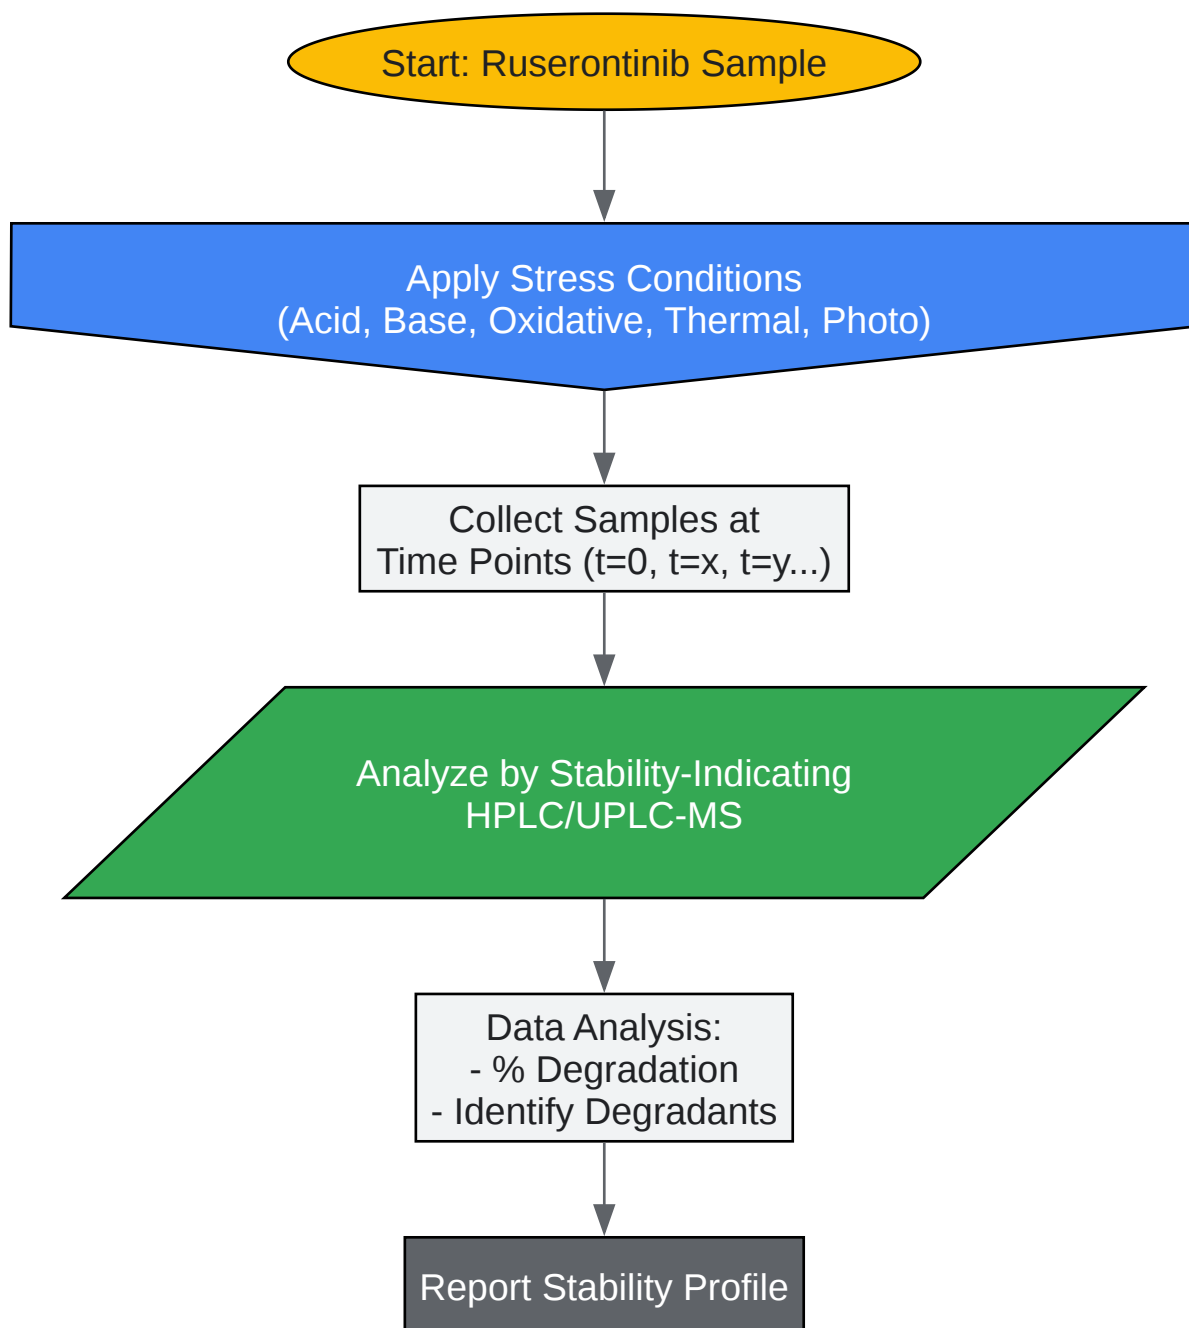 Start: Ruserontinib Sample
Apply Stress Conditions
(Acid, Base, Oxidative, Thermal, Photo)
Collect Samples at
Time Points (t=0, t=x, t=y...)
Analyze by Stability-Indicating
HPLC/UPLC-MS
Data Analysis:
- % Degradation
- Identify Degradants
Report Stability Profile